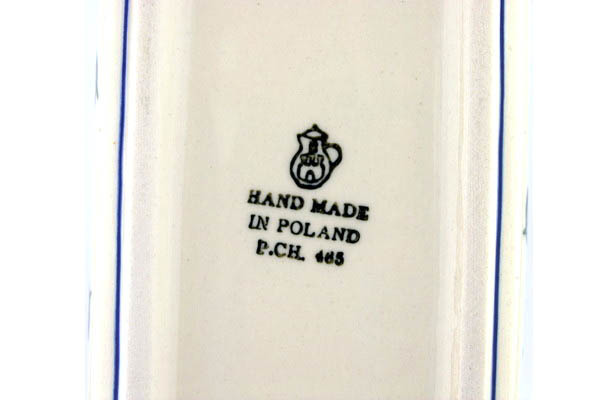 HAND MADE
IN POLAND
P.CH. 465